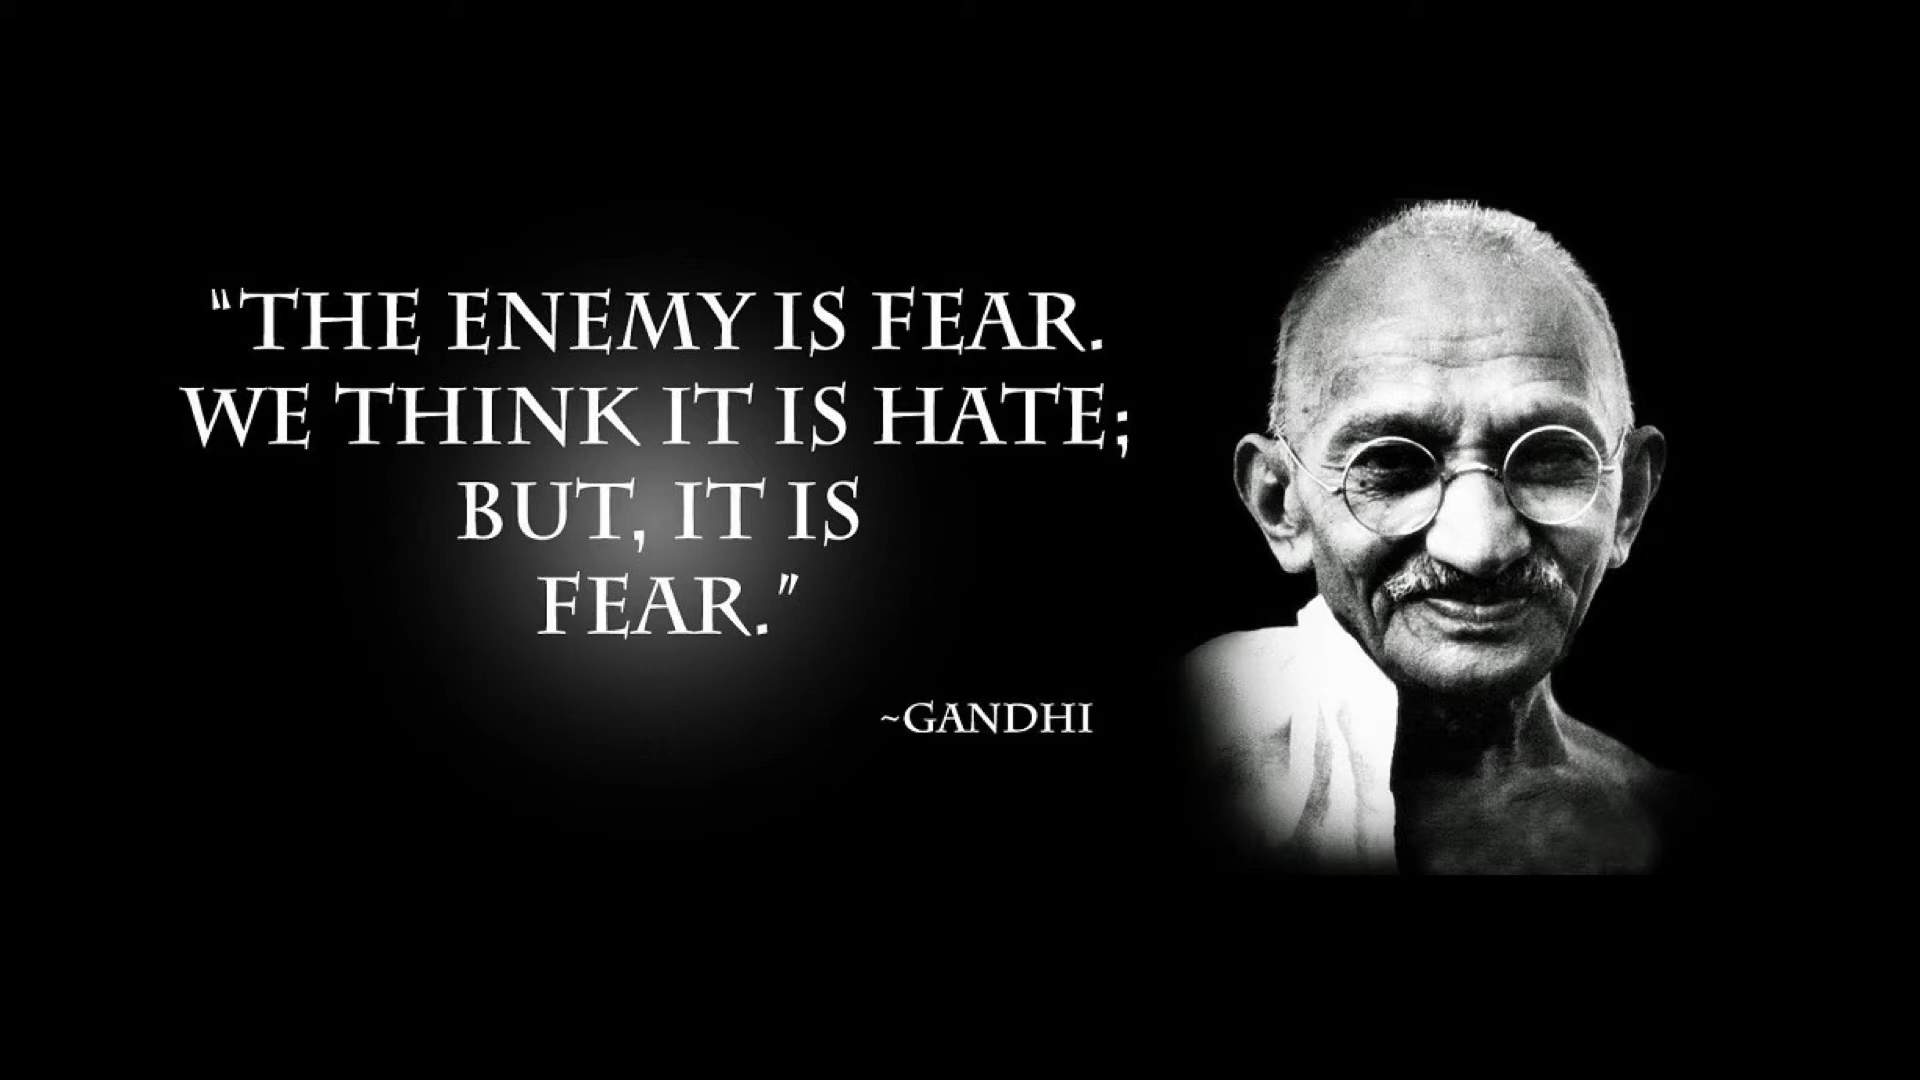 "THE ENEMY IS FEAR.
WE THINK IT IS HATE;
BUT, IT IS
FEAR."
~GANDHI